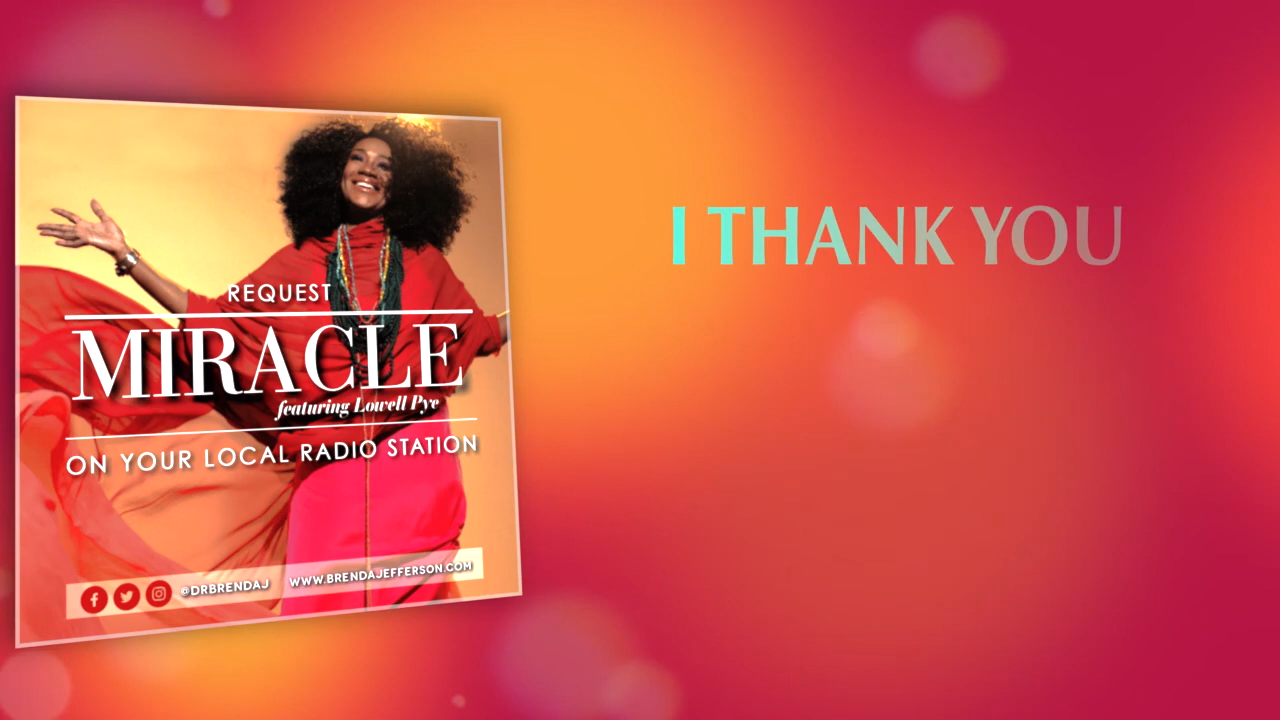 REQUEST
MIRACLE
featuring Lowell Pye
ON YOUR LOCAL RADIO STATION
@DRBRENDAJ WWW.BRENDAJEFFERSON.COM
I THANK YOU